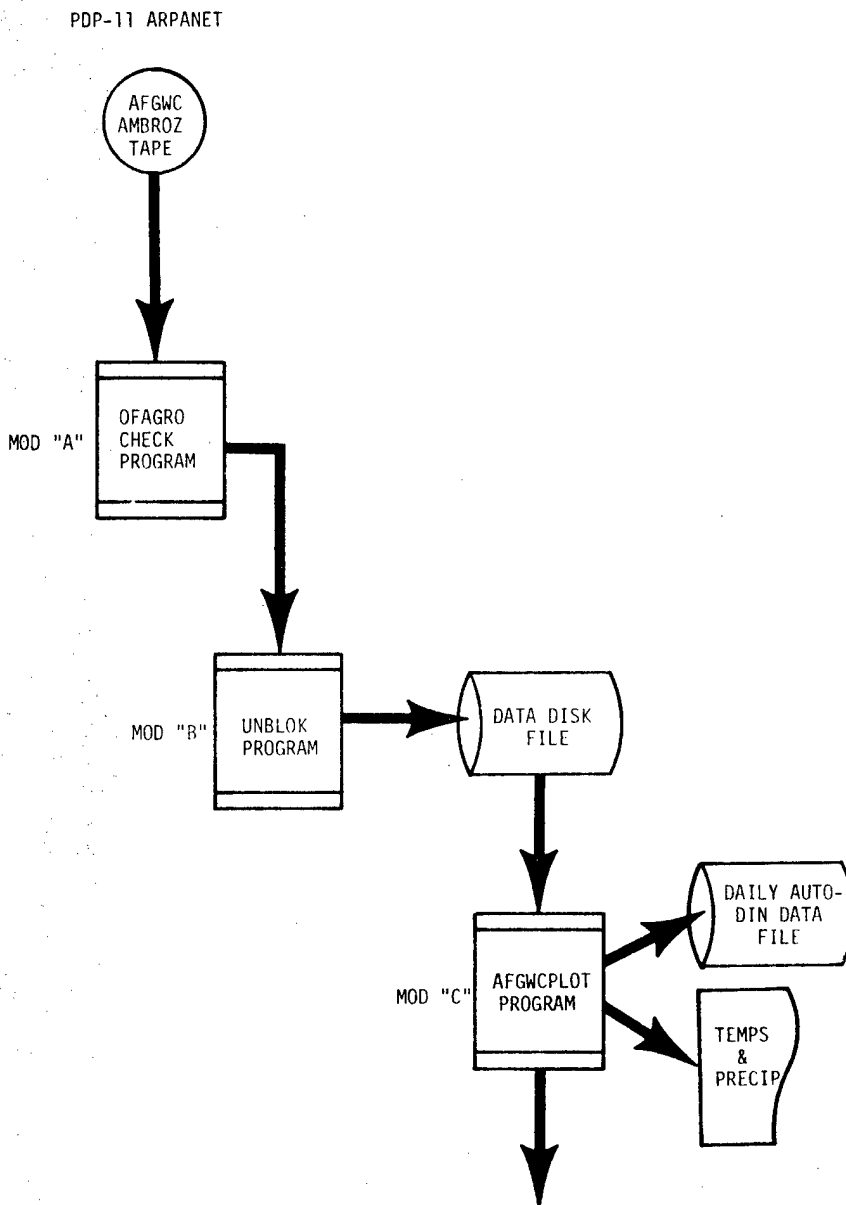 PDP-11 ARPANET
AFGWC
AMBROZ
TAPE
MOD "A"
OFAGRO
CHECK
PROGRAM
MOD "B"
UNBLOK
PROGRAM
DATA DISK
FILE
MOD "C"
AFGWCPLOT
PROGRAM
DAILY AUTO-
DIN DATA
FILE
TEMPS
&
PRECIP